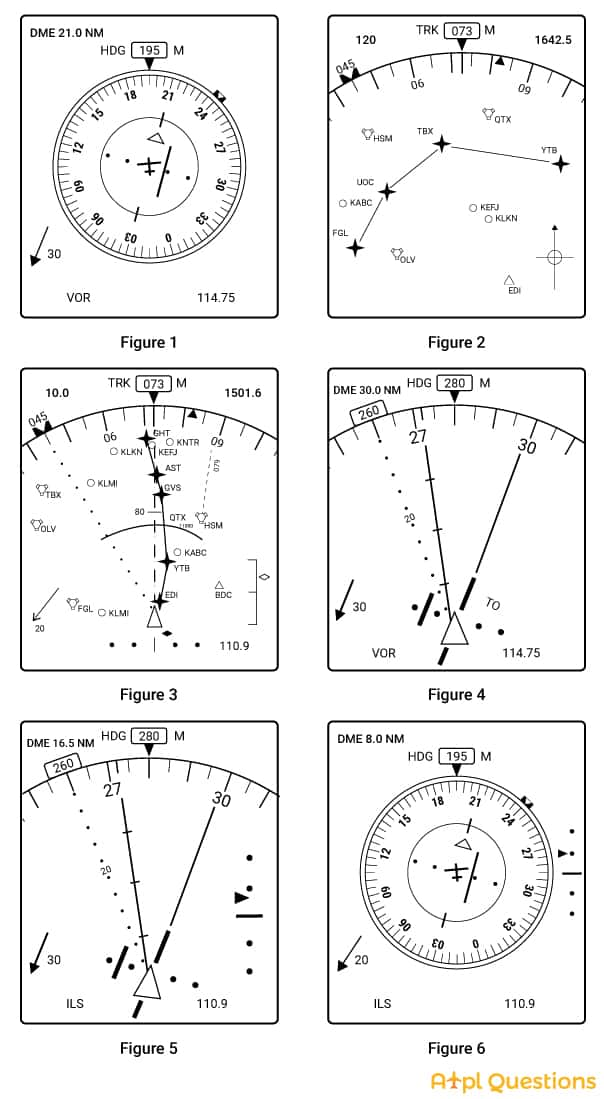 DME 21.0 NM
HDG 195 M
18 21 24 27 30 33 0 03 06 09 12 15
30
VOR 114.75
Figure 1
TRK 073 M
120 1642.5
045 06 09
QTX
HSM
TBX
YTB
UOC
KABC
KEFJ
KLKN
FGL
OLV
EDI
Figure 2
TRK 073 M
10.0 1501.6
045 06 09
GHT
KNTR
KLKN KEFJ
AST
KLMI
GVS
TBX
80
QTX
HSM
OLV
KABC
YTB
EDI
BDC
FGL KLMI
20
110.9
Figure 3
DME 30.0 NM HDG 280 M
260 27 30
20
TO
30
VOR 114.75
Figure 4
DME 16.5 NM HDG 280 M
260 27 30
20
30
ILS 110.9
Figure 5
DME 8.0 NM
HDG 195 M
18 21 24 27 30 33 0 03 06 09 12 15
20
ILS 110.9
Figure 6
Atpl Questions